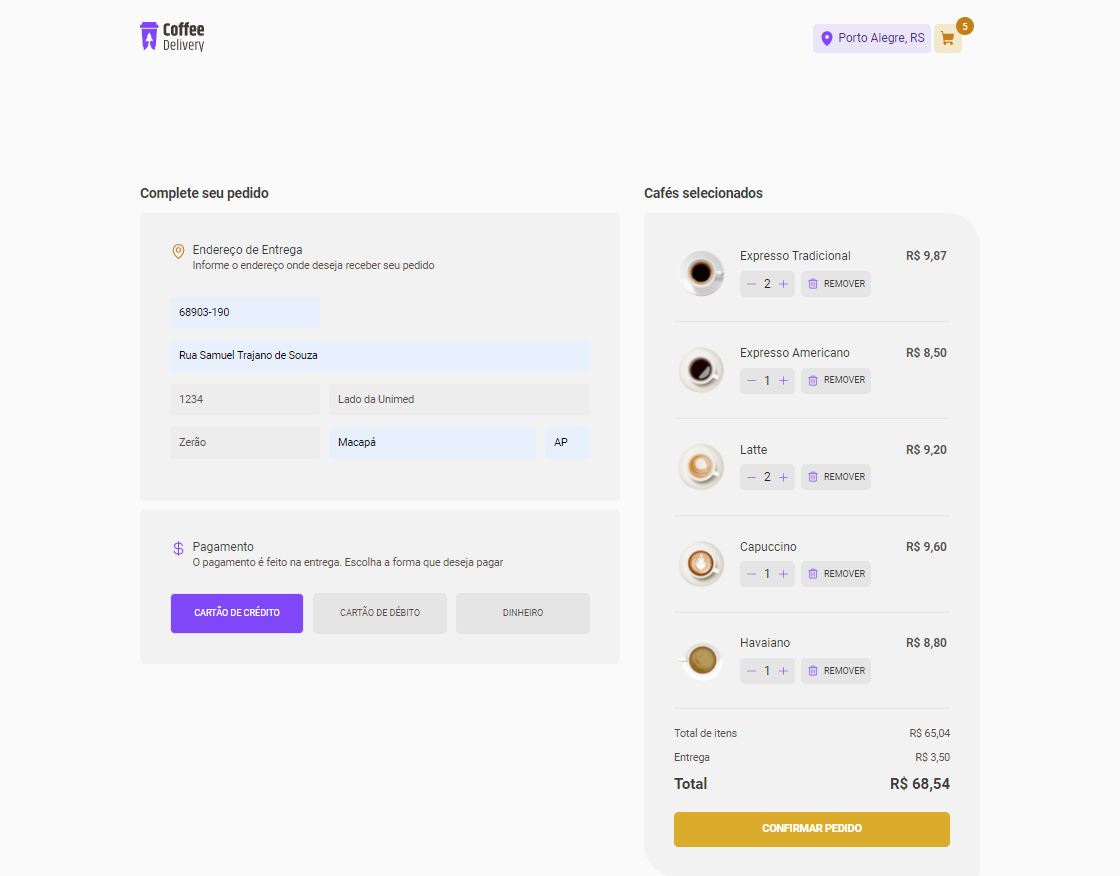 Coffee
Delivery
Porto Alegre, RS
5
Complete seu pedido
Endereço de Entrega
Informe o endereço onde deseja receber seu pedido
68903-190
Rua Samuel Trajano de Souza
1234
Lado da Unimed
Zerão
Macapá
AP
Pagamento
O pagamento é feito na entrega. Escolha a forma que deseja pagar
CARTÃO DE CRÉDITO
CARTÃO DE DÉBITO
DINHEIRO
Cafés selecionados
Expresso Tradicional R$ 9,87
2 REMOVER
Expresso Americano R$ 8,50
1 REMOVER
Latte R$ 9,20
2 REMOVER
Capuccino R$ 9,60
1 REMOVER
Havaiano R$ 8,80
1 REMOVER
Total de itens R$ 65,04
Entrega R$ 3,50
Total R$ 68,54
CONFIRMAR PEDIDO